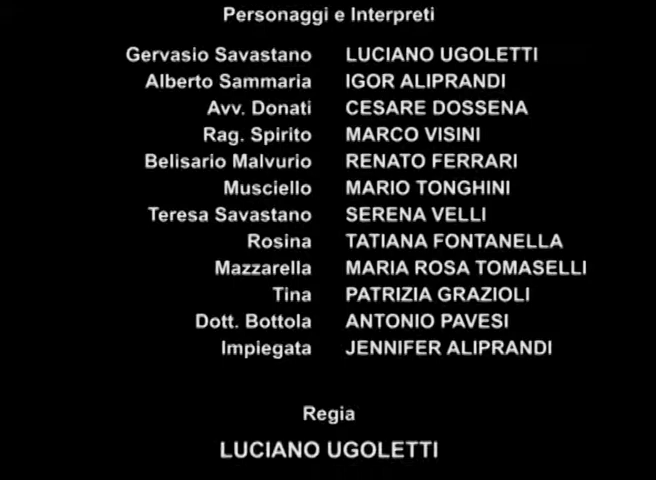 Personaggi e Interpreti
Gervasio Savastano LUCIANO UGOLETTI
Alberto Sammaria IGOR ALIPRANDI
Avv. Donati CESARE DOSSENA
Rag. Spirito MARCO VISINI
Belisario Malvurio RENATO FERRARI
Musciello MARIO TONGHINI
Teresa Savastano SERENA VELLI
Rosina TATIANA FONTANELLA
Mazzarella MARIA ROSA TOMASELLI
Tina PATRIZIA GRAZIOLI
Dott. Bottola ANTONIO PAVESI
Impiegata JENNIFER ALIPRANDI
Regia
LUCIANO UGOLETTI